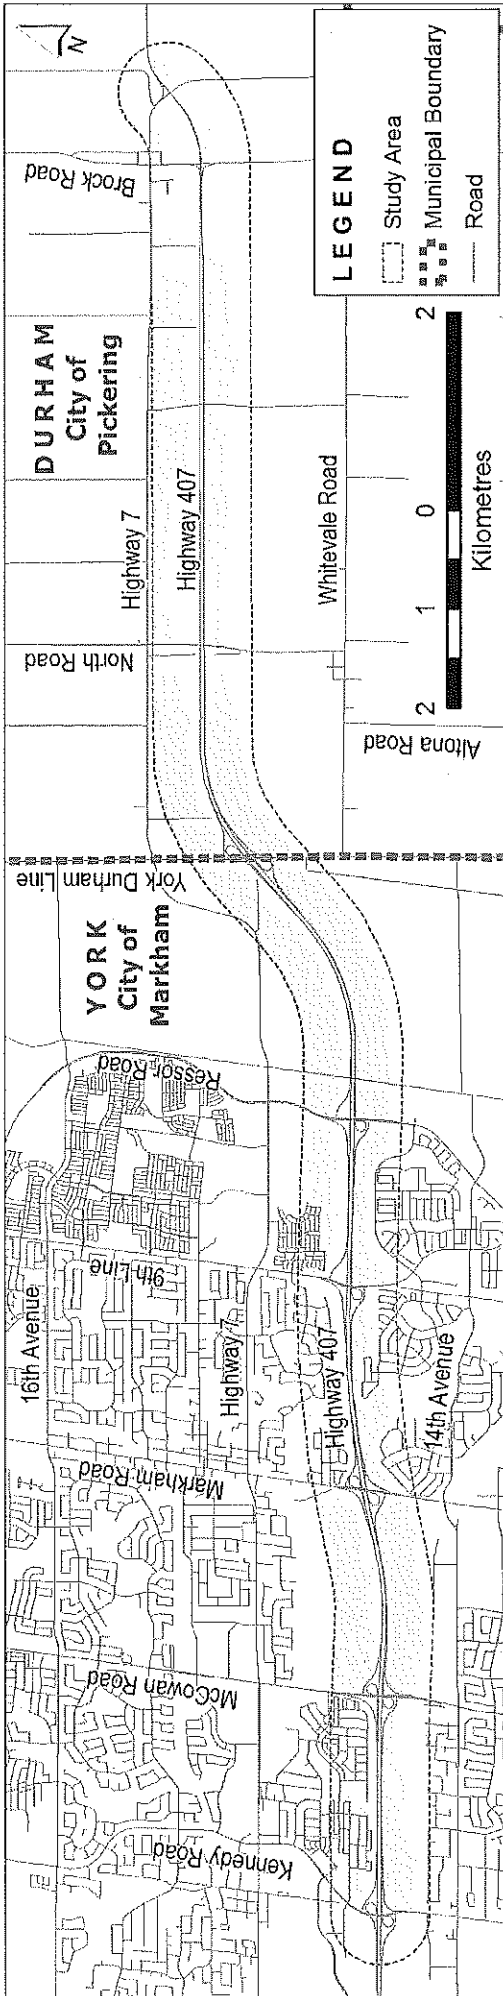 N
Brock Road
DURHAM
City of
Pickering
Highway 7
Highway 407
North Road
Whitevale Road
Altona Road
York Durham Line
YORK
City of
Markham
Ressor Road
9th Line
16th Avenue
Highway 7
Highway 407
14th Avenue
Markham Road
McCowan Road
Kennedy Road
LEGEND
Study Area
Municipal Boundary
Road
2 1 0 2
Kilometres